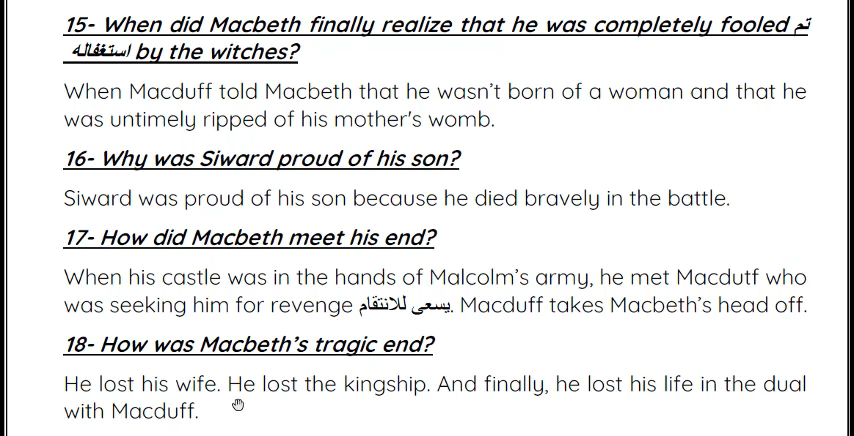 15- When did Macbeth finally realize that he was completely fooled تم
استغفاله by the witches?
When Macduff told Macbeth that he wasn't born of a woman and that he
was untimely ripped of his mother's womb.
16- Why was Siward proud of his son?
Siward was proud of his son because he died bravely in the battle.
17- How did Macbeth meet his end?
When his castle was in the hands of Malcolm's army, he met Macdutf who
was seeking him for revenge يسعى للانتقام. Macduff takes Macbeth's head off.
18- How was Macbeth's tragic end?
He lost his wife. He lost the kingship. And finally, he lost his life in the dual
with Macduff.